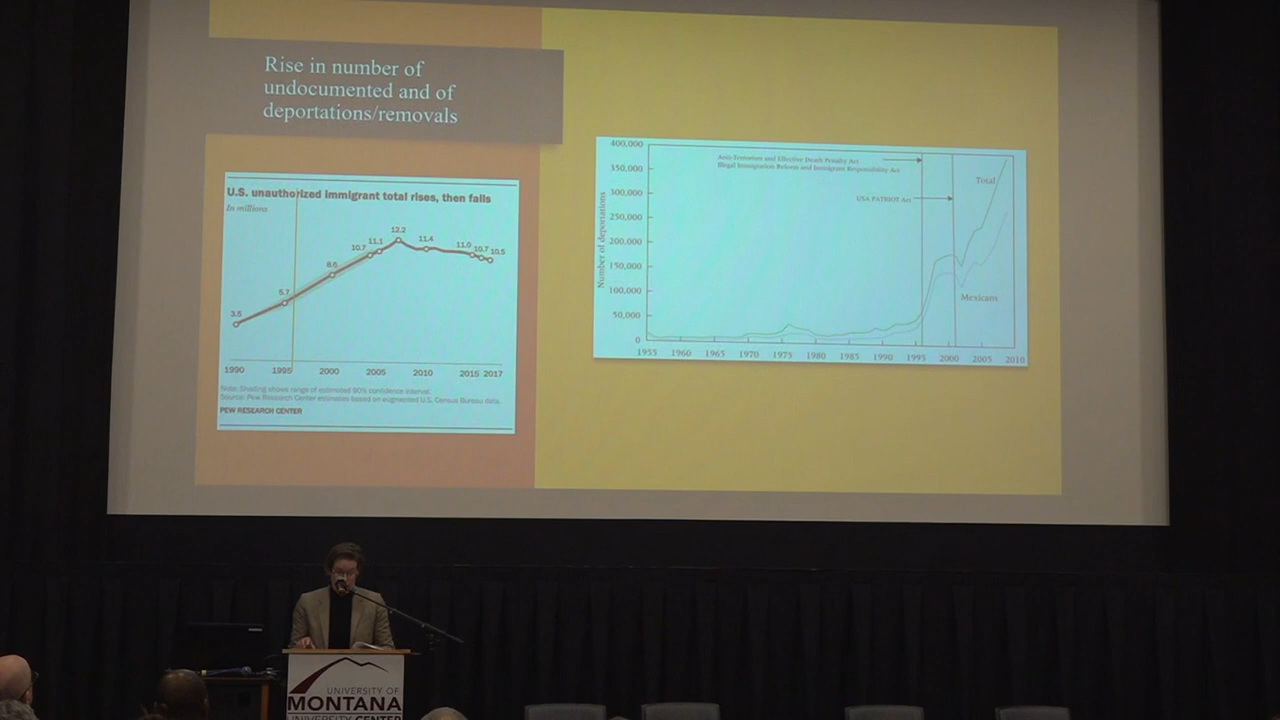 Rise in number of
undocumented and of
deportations/removals
U.S. unauthorized immigrant total rises, then falls
In millions
3.5
5.7
8.6
10.7
11.1
12.2
11.4
11.0
10.7
10.5
1990
1995
2000
2005
2010
2015
2017
Note: Shading shows range of estimated 90% confidence interval.
Source: Pew Research Center estimates based on augmented U.S. Census Bureau data.
PEW RESEARCH CENTER
Number of deportations
400,000
350,000
300,000
250,000
200,000
150,000
100,000
50,000
0
Anti-Terrorism and Effective Death Penalty Act
Illegal Immigration Reform and Immigrant Responsibility Act
USA PATRIOT Act
Total
Mexicans
1955
1960
1965
1970
1975
1980
1985
1990
1995
2000
2005
2010
UNIVERSITY OF
MONTANA
UNIVERSITY CENTER